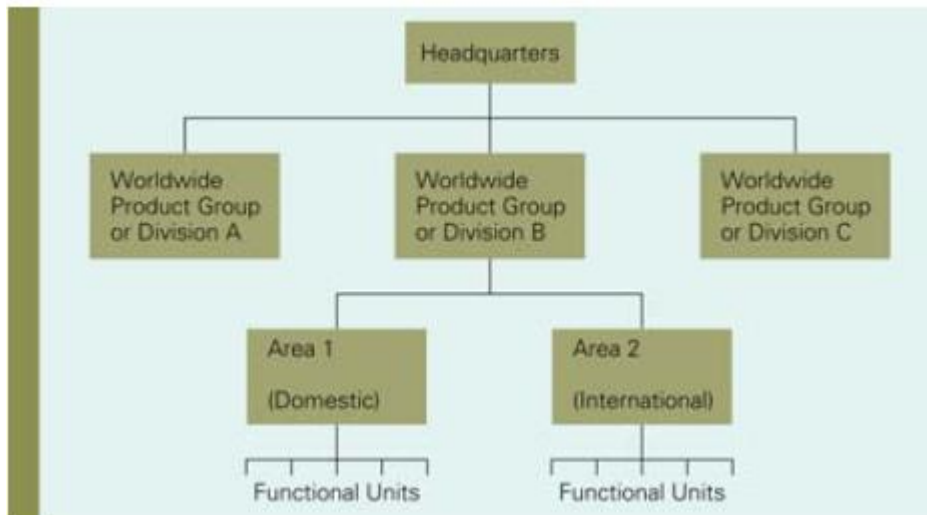 Headquarters
Worldwide
Product Group
or Division A
Worldwide
Product Group
or Division B
Worldwide
Product Group
or Division C
Area 1
(Domestic)
Area 2
(International)
Functional Units
Functional Units